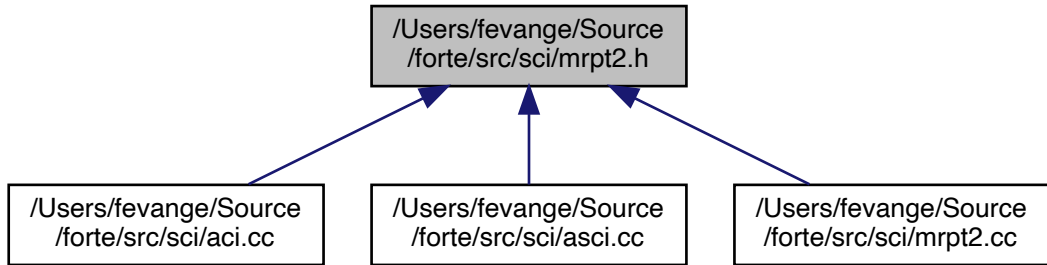 /Users/fevange/Source
/forte/src/sci/mrpt2.h
/Users/fevange/Source
/forte/src/sci/aci.cc
/Users/fevange/Source
/forte/src/sci/asci.cc
/Users/fevange/Source
/forte/src/sci/mrpt2.cc